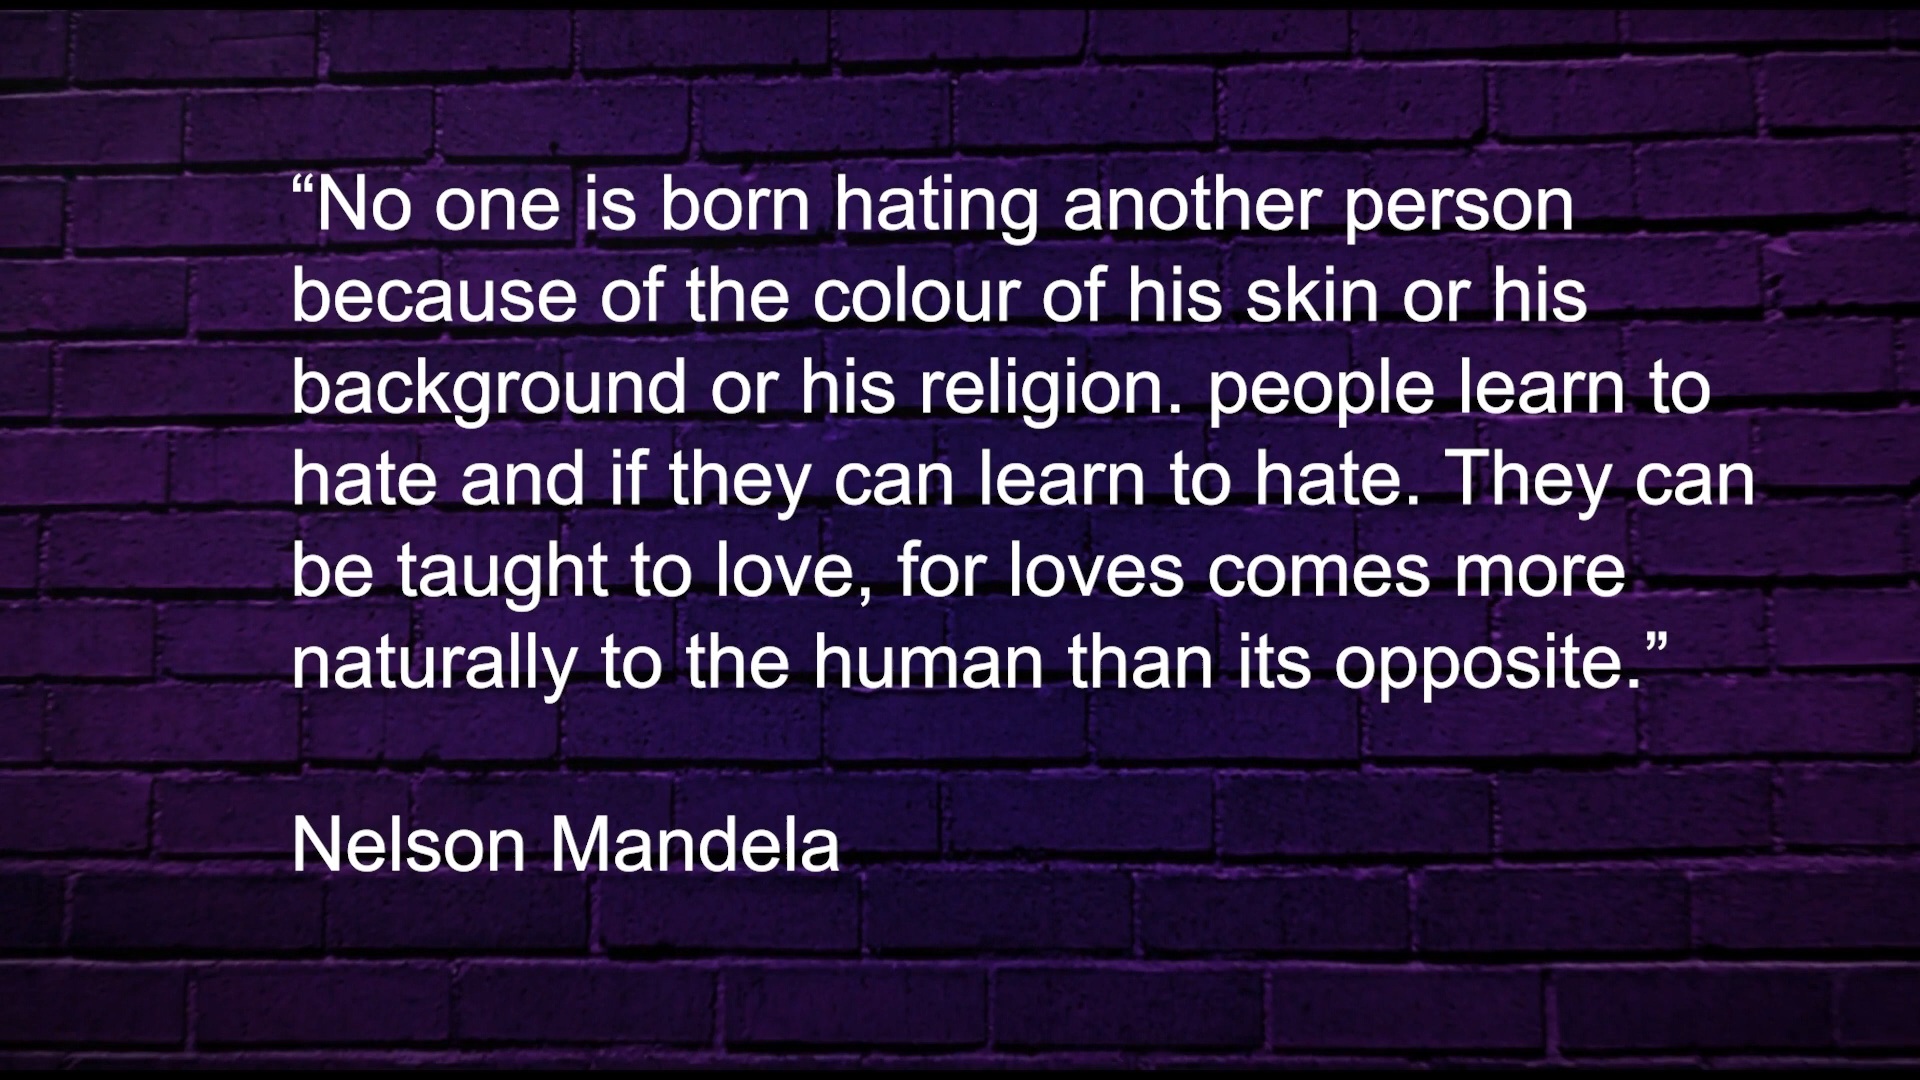 “No one is born hating another person
because of the colour of his skin or his
background or his religion. people learn to
hate and if they can learn to hate. They can
be taught to love, for loves comes more
naturally to the human than its opposite.”
Nelson Mandela